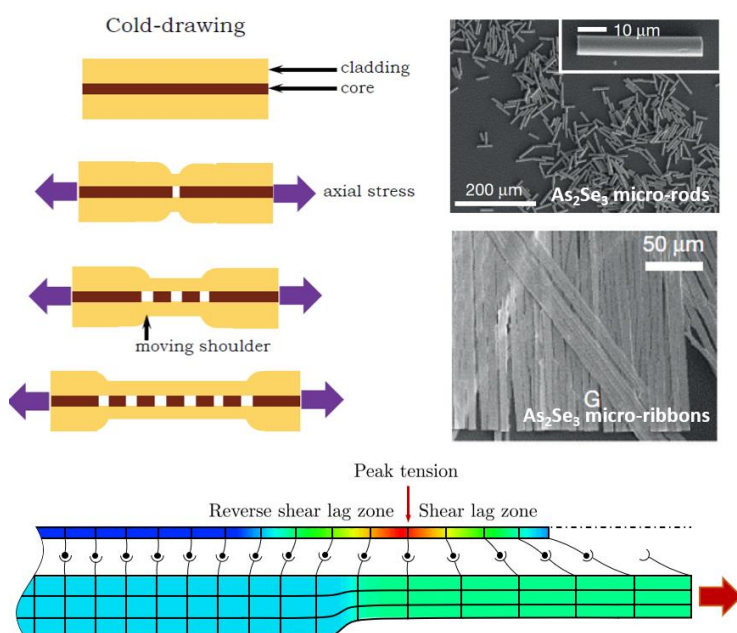 Cold-drawing
cladding
core
axial stress
moving shoulder
10 μm
200 μm
As₂Se₃ micro-rods
50 μm
G
As₂Se₃ micro-ribbons
Peak tension
Reverse shear lag zone
Shear lag zone